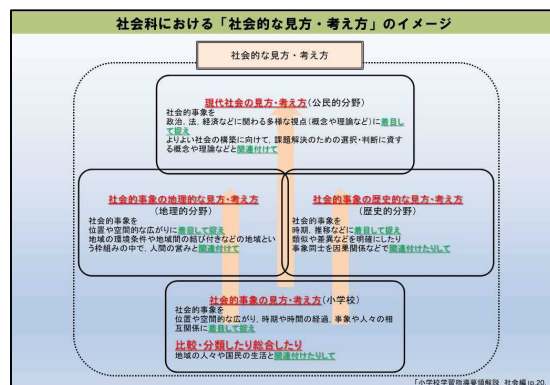 社会科における「社会的な見方・考え方」のイメージ
社会的な見方・考え方
現代社会の見方・考え方(公民的分野)
社会的事象を
政治、法、経済などに関わる多様な視点(概念や理論など)に着目し
て捉え
よりよい社会の構築に向けて、課題解決のための選択・判断に資す
る概念や理論などと関連付けて
社会的事象の地理的な見方・考え方
(地理的分野)
社会的事象を
位置や空間的な広がりに着目して捉え
地域の環境条件や地域間の結び付きなどの地域とい
う枠組みの中で、人間の営みと関連付けて
社会的事象の歴史的な見方・考え方
(歴史的分野)
社会的事象を
時期、推移などに着目して捉え
類似や差異などを明確にしたり
事象同士を因果関係などで関連付けたりして
社会的事象の見方・考え方(小学校)
社会的事象を
位置や空間的な広がり、時期や時間の経過、事象や人々の相
互関係に着目して捉え
比較・分類したり総合したり
地域の人々や国民の生活と関連付けたりして
「小学校学習指導要領解説 社会編」p.20.